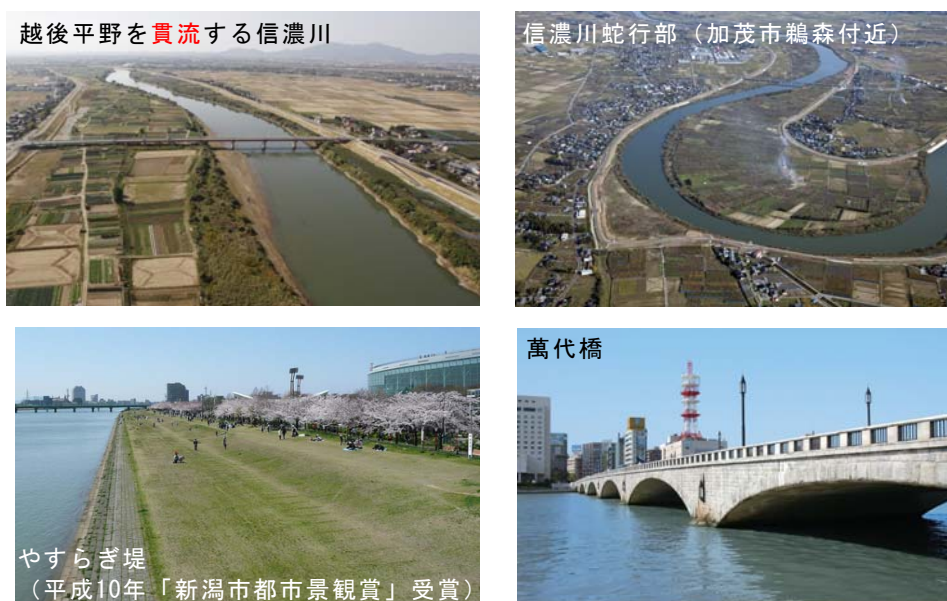 越後平野を貫流する信濃川
信濃川蛇行部（加茂市鵜森付近）
萬代橋
やすらぎ堤
（平成10年「新潟市都市景観賞」受賞）